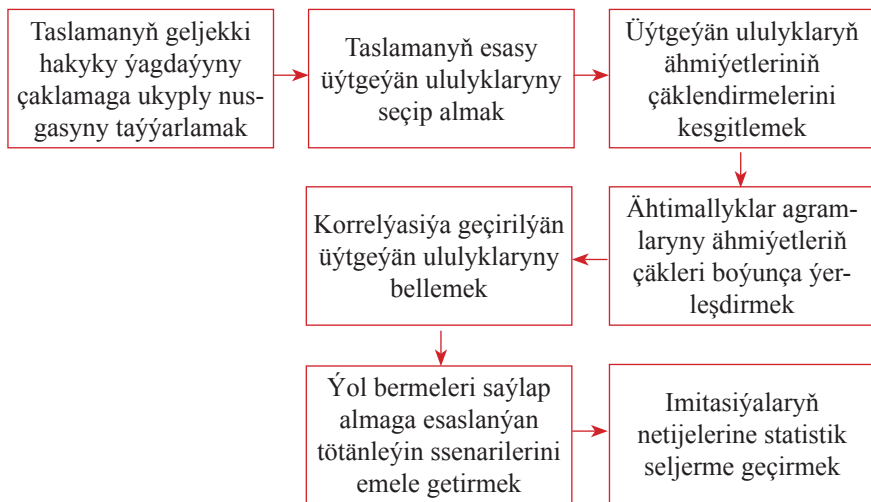 Taslamanyň geljekki
hakyky ýagdaýyny
çaklamaga ukyply nus-
gasyny taýýarlamak
Taslamanyň esasy
üýtgeýän ululyklaryny
seçip almak
Üýtgeýän ululyklaryň
ähmiýetleriniň
çäklendirmelerini
kesgitlemek
Ähtimallyklar agram-
laryny ähmiýetleriň
çäkleri boýunça ýer-
leşdirmek
Korrelýasiýa geçirilýän
üýtgeýän ululyklaryny
bellemek
Ýol bermeleri saýlap
almaga esaslanýan
tötänleýin ssenarilerini
emele getirmek
Imitasiýalaryň
netijelerine statistik
seljerme geçirmek